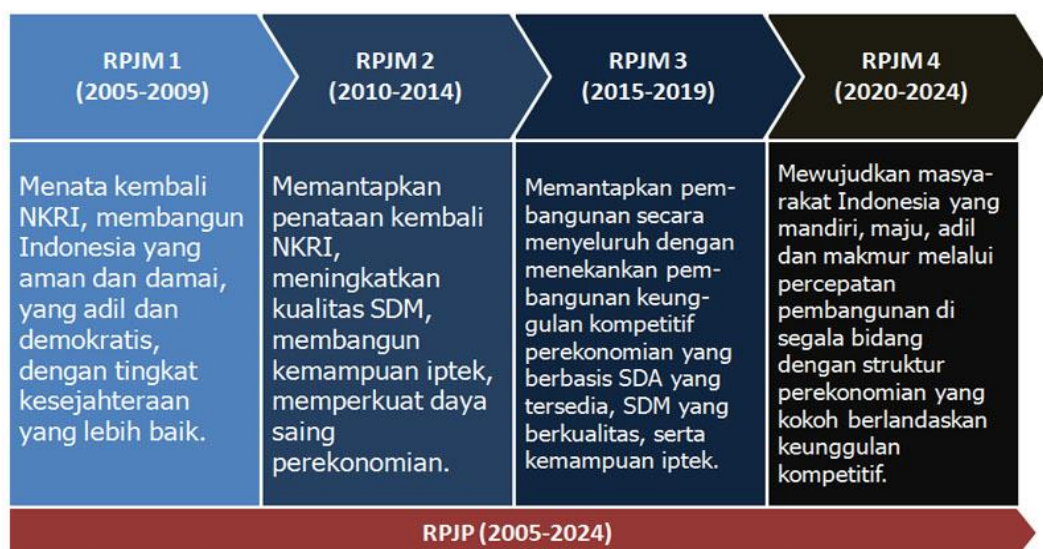 RPJM 1
(2005-2009)
RPJM 2
(2010-2014)
RPJM 3
(2015-2019)
RPJM 4
(2020-2024)
Menata kembali
NKRI, membangun
Indonesia yang
aman dan damai,
yang adil dan
demokratis,
dengan tingkat
kesejahteraan
yang lebih baik.
Memantapkan
penataan kembali
NKRI,
meningkatkan
kualitas SDM,
membangun
kemampuan iptek,
memperkuat daya
saing
perekonomian.
Memantapkan pem-
bangunan secara
menyeluruh dengan
menekankan pem-
bangunan keung-
gulan kompetitif
perekonomian yang
berbasis SDA yang
tersedia, SDM yang
berkualitas, serta
kemampuan iptek.
Mewujudkan masya-
rakat Indonesia yang
mandiri, maju, adil
dan makmur melalui
percepatan
pembangunan di
segala bidang
dengan struktur
perekonomian yang
kokoh berlandaskan
keunggulan
kompetitif.
RPJP (2005-2024)